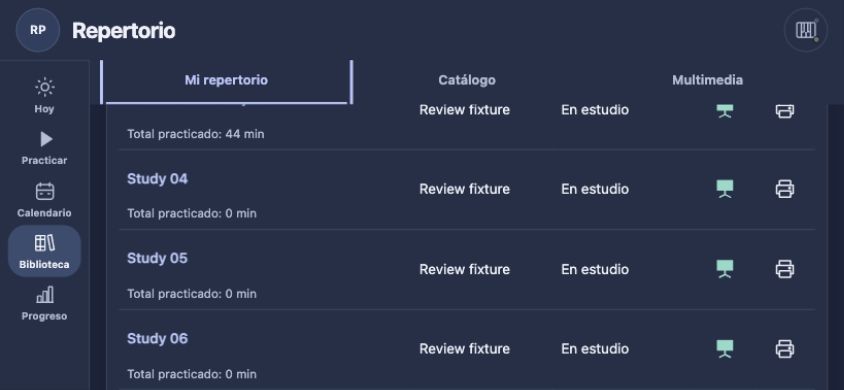 RP
Repertorio
Hoy
Practicar
Calendario
Biblioteca
Progreso
Mi repertorio
Catálogo
Multimedia
Review fixture
En estudio
Total practicado: 44 min
Study 04
Review fixture
En estudio
Total practicado: 0 min
Study 05
Review fixture
En estudio
Total practicado: 0 min
Study 06
Review fixture
En estudio
Total practicado: 0 min